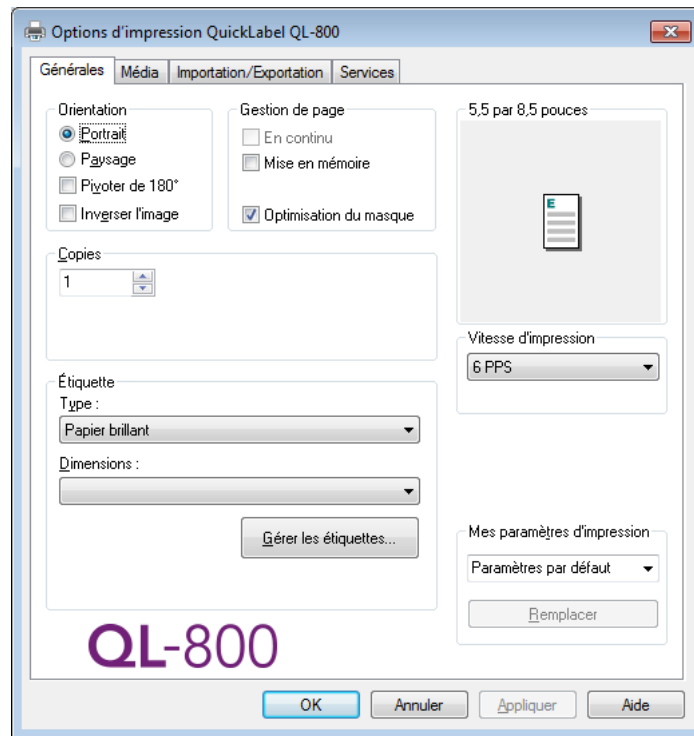 Options d'impression QuickLabel QL-800
Générales
Média
Importation/Exportation
Services
Orientation
Portrait
Paysage
Pivoter de 180°
Inverser l'image
Gestion de page
En continu
Mise en mémoire
Optimisation du masque
5,5 par 8,5 pouces
E
Copies
1
Vitesse d'impression
6 PPS
Étiquette
Type :
Papier brillant
Dimensions :
Gérer les étiquettes...
Mes paramètres d'impression
Paramètres par défaut
Remplacer
QL-800
OK
Annuler
Appliquer
Aide